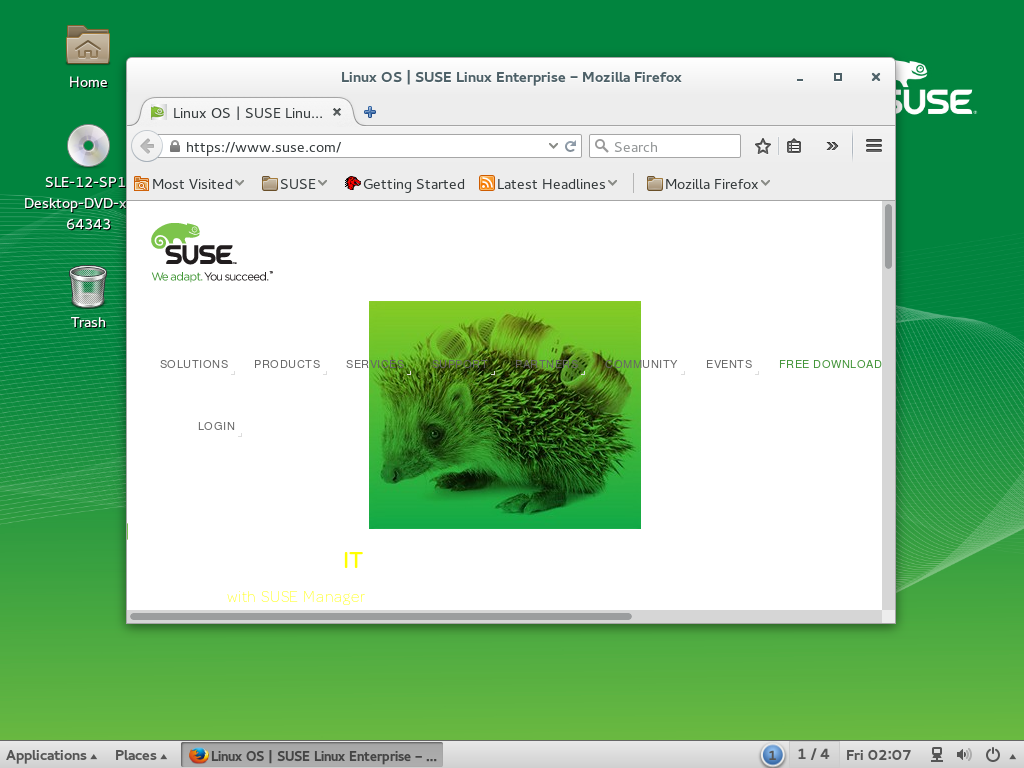 Home
SLE-12-SP1
Desktop-DVD-x
64343
Trash
SUSE
Linux OS | SUSE Linux Enterprise – Mozilla Firefox
Linux OS | SUSE Linu...
https://www.suse.com/
Search
Most Visited
SUSE
Getting Started
Latest Headlines
Mozilla Firefox
SUSE
We adapt. You succeed.™
SOLUTIONS PRODUCTS SERVICES SUPPORT PARTNERS COMMUNITY EVENTS FREE DOWNLOAD
LOGIN
IT
with SUSE Manager
Applications Places Linux OS | SUSE Linux Enterprise – ... 1 1 / 4 Fri 02:07